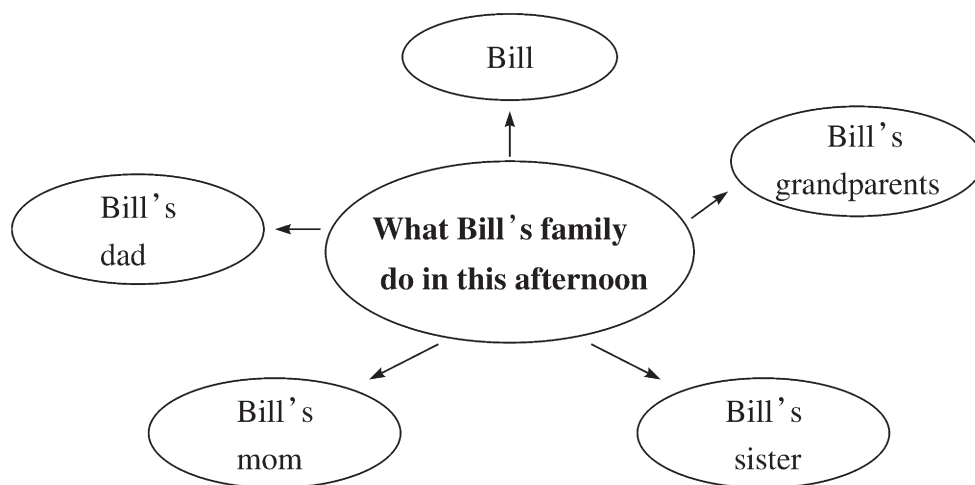 Bill
Bill's
grandparents
Bill's
dad
What Bill's family
do in this afternoon
Bill's
mom
Bill's
sister